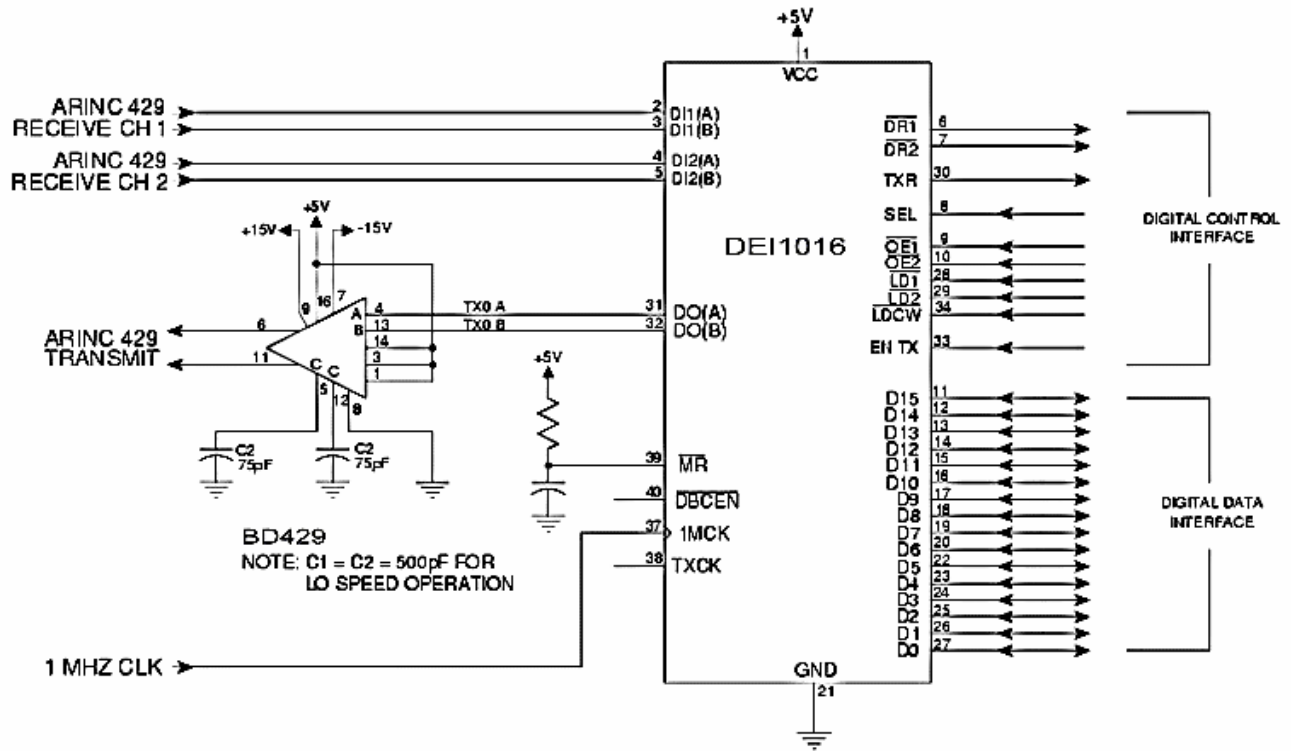 +5V
1
VCC
ARINC 429
RECEIVE CH 1
2
DI1(A)
3
DI1(B)
ARINC 429
RECEIVE CH 2
4
DI2(A)
5
DI2(B)
DR1
6
DR2
7
TXR
30
SEL
8
OE1
9
OE2
10
LD1
28
LD2
29
LDCW
34
EN TX
33
DIGITAL CONTROL
INTERFACE
DEI1016
+5V
+15V
-15V
9
16
7
A
4
TX0 A
31
DO(A)
B
13
TX0 B
32
DO(B)
14
3
1
6
11
ARINC 429
TRANSMIT
C
C
5
12
8
C2
75pF
C2
75pF
+5V
39
MR
40
DBCEN
37
1MCK
38
TXCK
BD429
NOTE: C1 = C2 = 500pF FOR
LO SPEED OPERATION
1 MHZ CLK
D15
11
D14
12
D13
13
D12
14
D11
15
D10
16
D9
17
D8
18
D7
19
D6
20
D5
22
D4
23
D3
24
D2
25
D1
26
D0
27
DIGITAL DATA
INTERFACE
GND
21